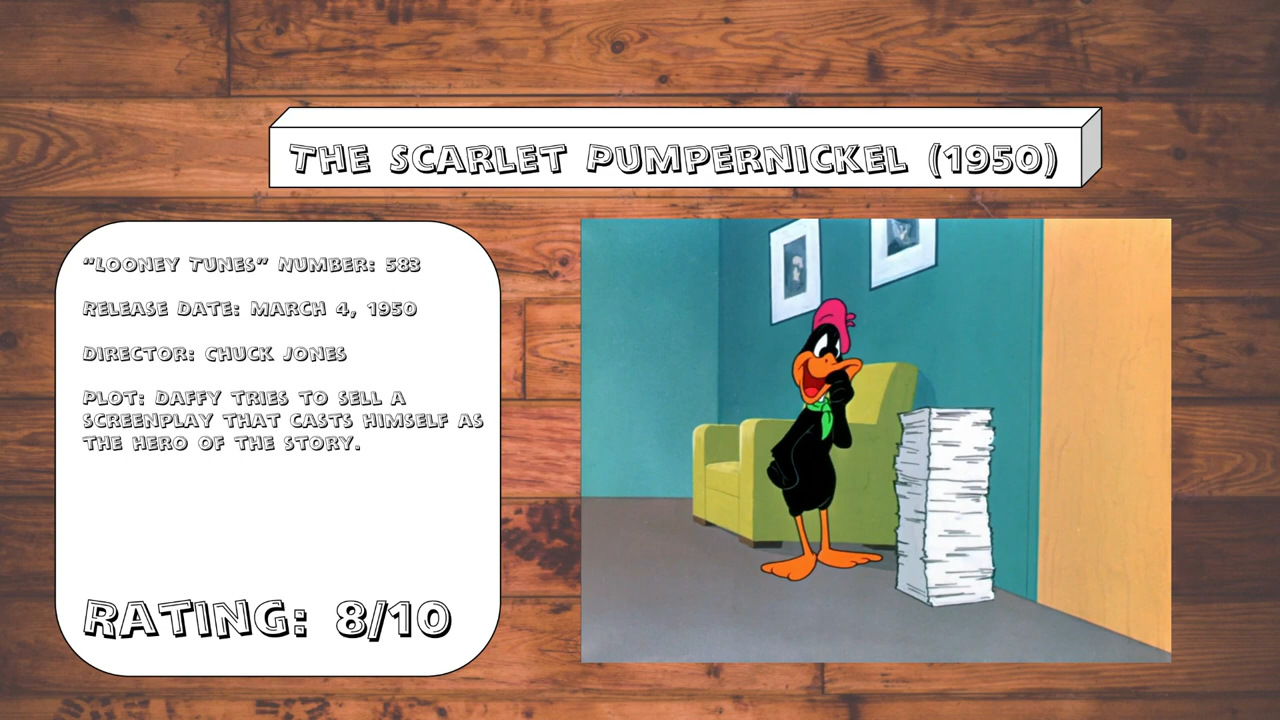 THE SCARLET PUMPERNICKEL (1950)
"LOONEY TUNES" NUMBER: 583
RELEASE DATE: MARCH 4, 1950
DIRECTOR: CHUCK JONES
PLOT: DAFFY TRIES TO SELL A
SCREENPLAY THAT CASTS HIMSELF AS
THE HERO OF THE STORY.
RATING: 8/10